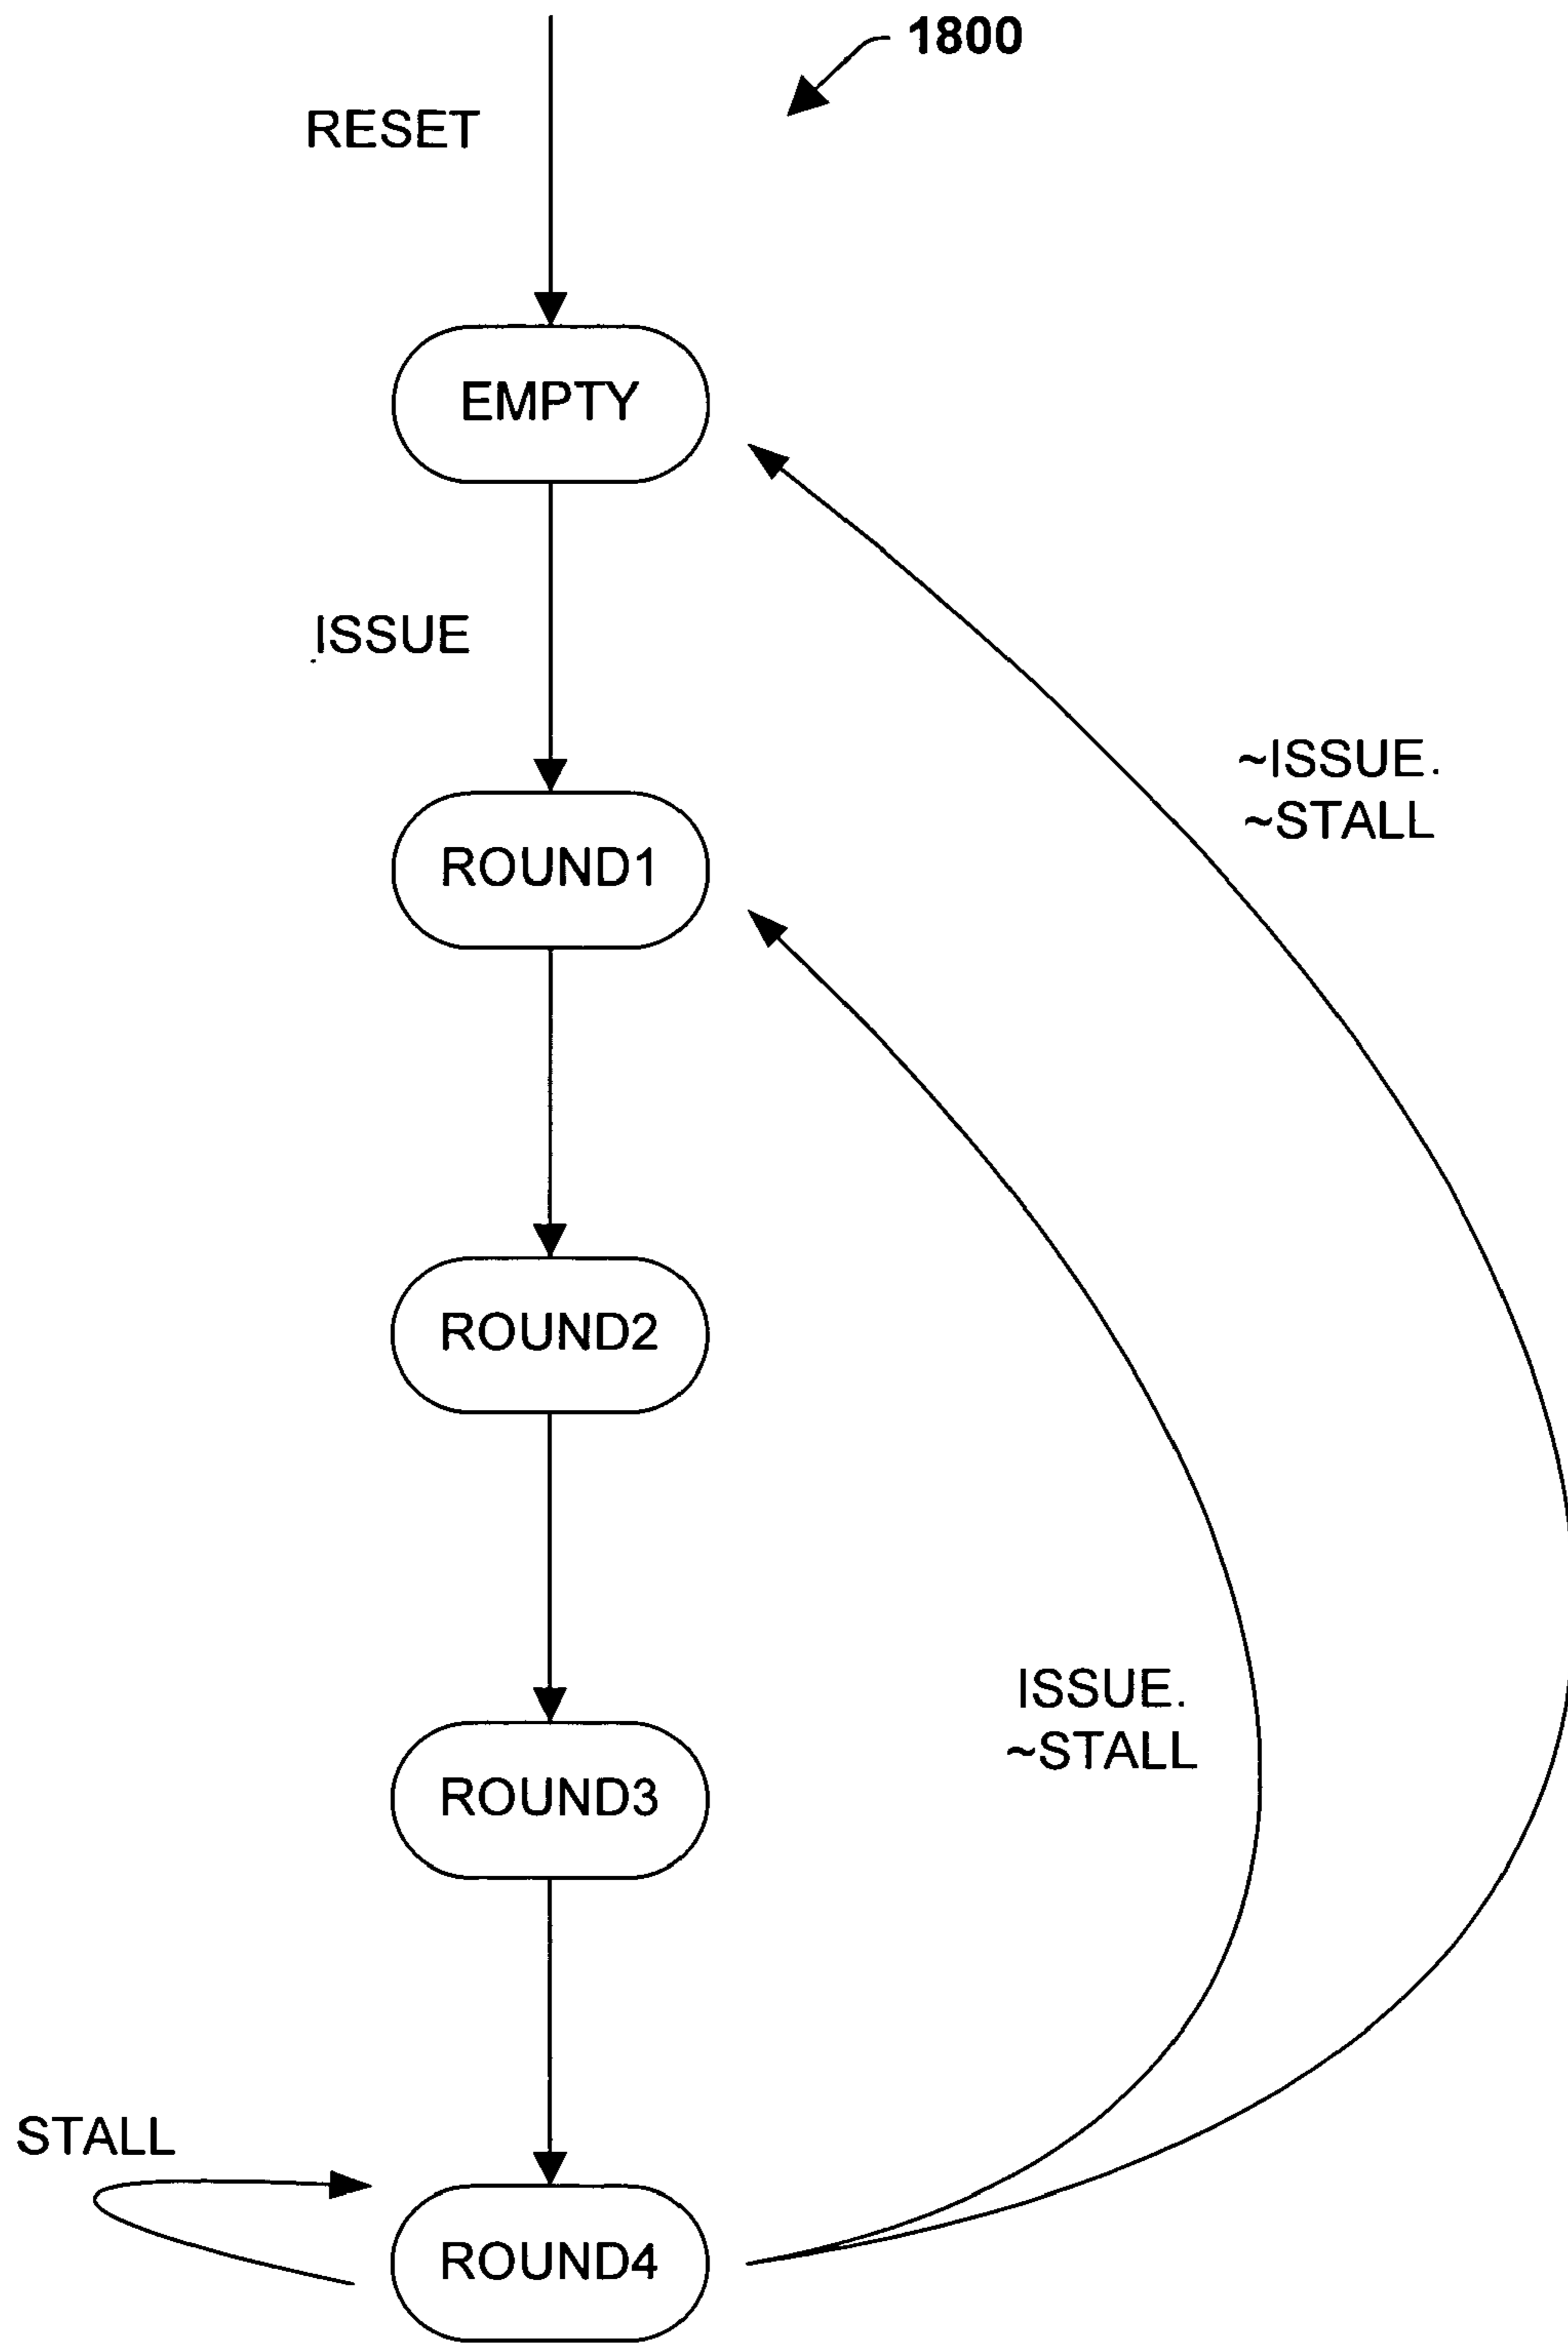 1800
RESET
EMPTY
ISSUE
~ISSUE.
~STALL
ROUND1
ROUND2
ISSUE.
~STALL
ROUND3
STALL
ROUND4